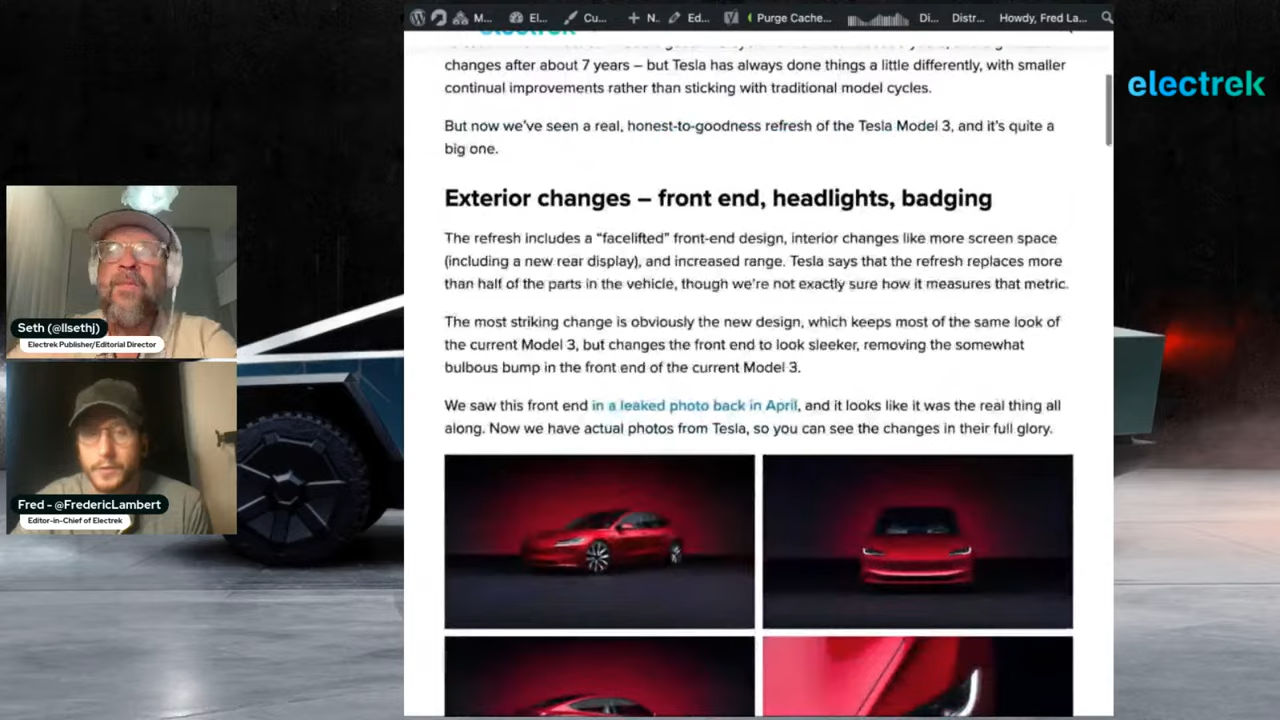 M...
El...
Cu...
N.
Ed...
Purge Cache...
Di...
Distr...
Howdy, Fred La...
electrek
electrek
changes after about 7 years – but Tesla has always done things a little differently, with smaller
continual improvements rather than sticking with traditional model cycles.
But now we've seen a real, honest-to-goodness refresh of the Tesla Model 3, and it's quite a
big one.
Exterior changes – front end, headlights, badging
The refresh includes a “facelifted” front-end design, interior changes like more screen space
(including a new rear display), and increased range. Tesla says that the refresh replaces more
than half of the parts in the vehicle, though we're not exactly sure how it measures that metric.
The most striking change is obviously the new design, which keeps most of the same look of
the current Model 3, but changes the front end to look sleeker, removing the somewhat
bulbous bump in the front end of the current Model 3.
We saw this front end in a leaked photo back in April, and it looks like it was the real thing all
along. Now we have actual photos from Tesla, so you can see the changes in their full glory.
Seth (@llsethj)
Electrek Publisher/Editorial Director
Fred - @FredericLambert
Editor-in-Chief of Electrek